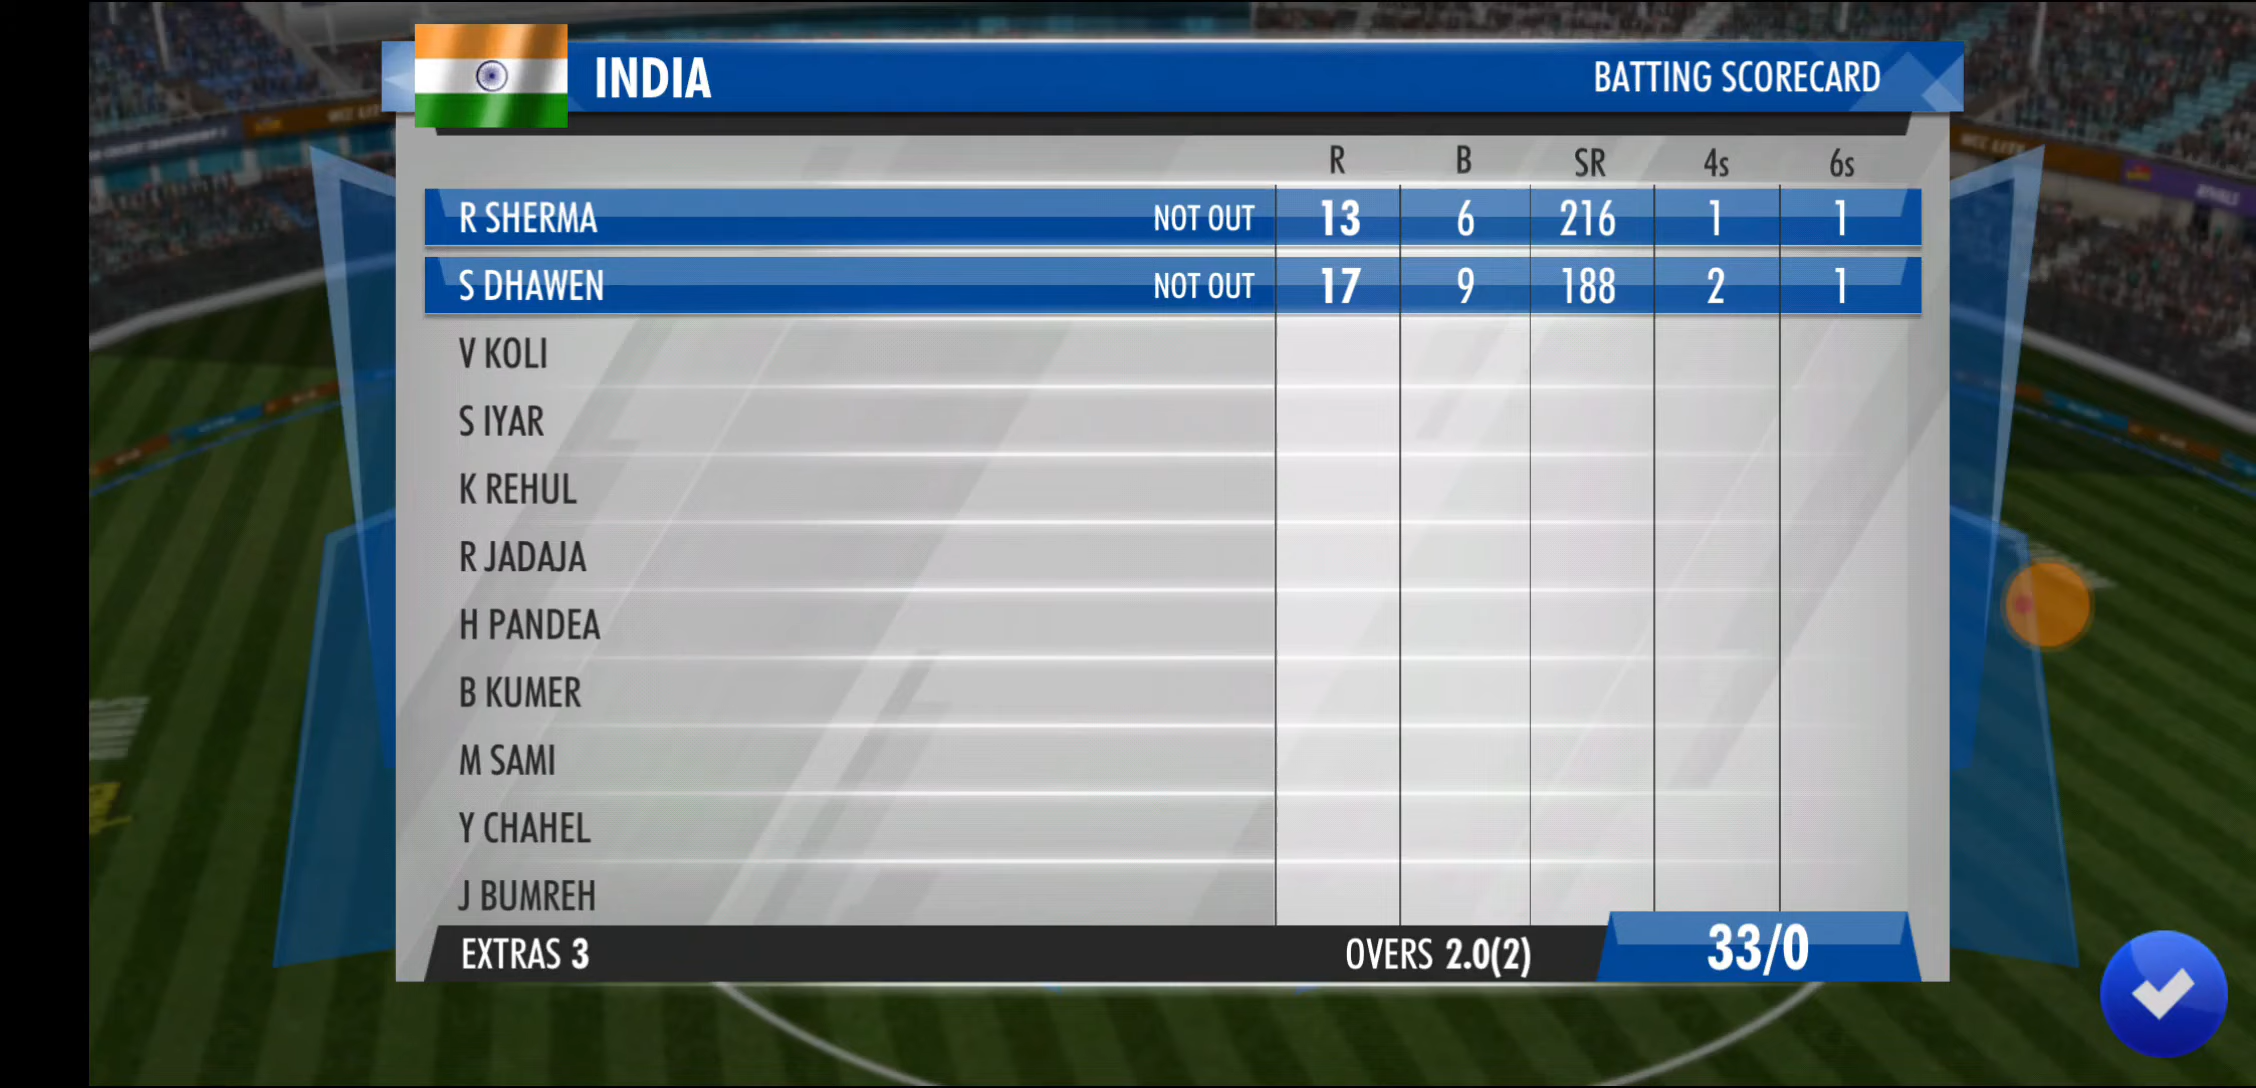 INDIA BATTING SCORECARD
R B SR 4s 6s
R SHERMA NOT OUT 13 6 216 1 1
S DHAWEN NOT OUT 17 9 188 2 1
V KOLI
S IYAR
K REHUL
R JADAJA
H PANDEA
B KUMER
M SAMI
Y CHAHEL
J BUMREH
EXTRAS 3 OVERS 2.0(2) 33/0